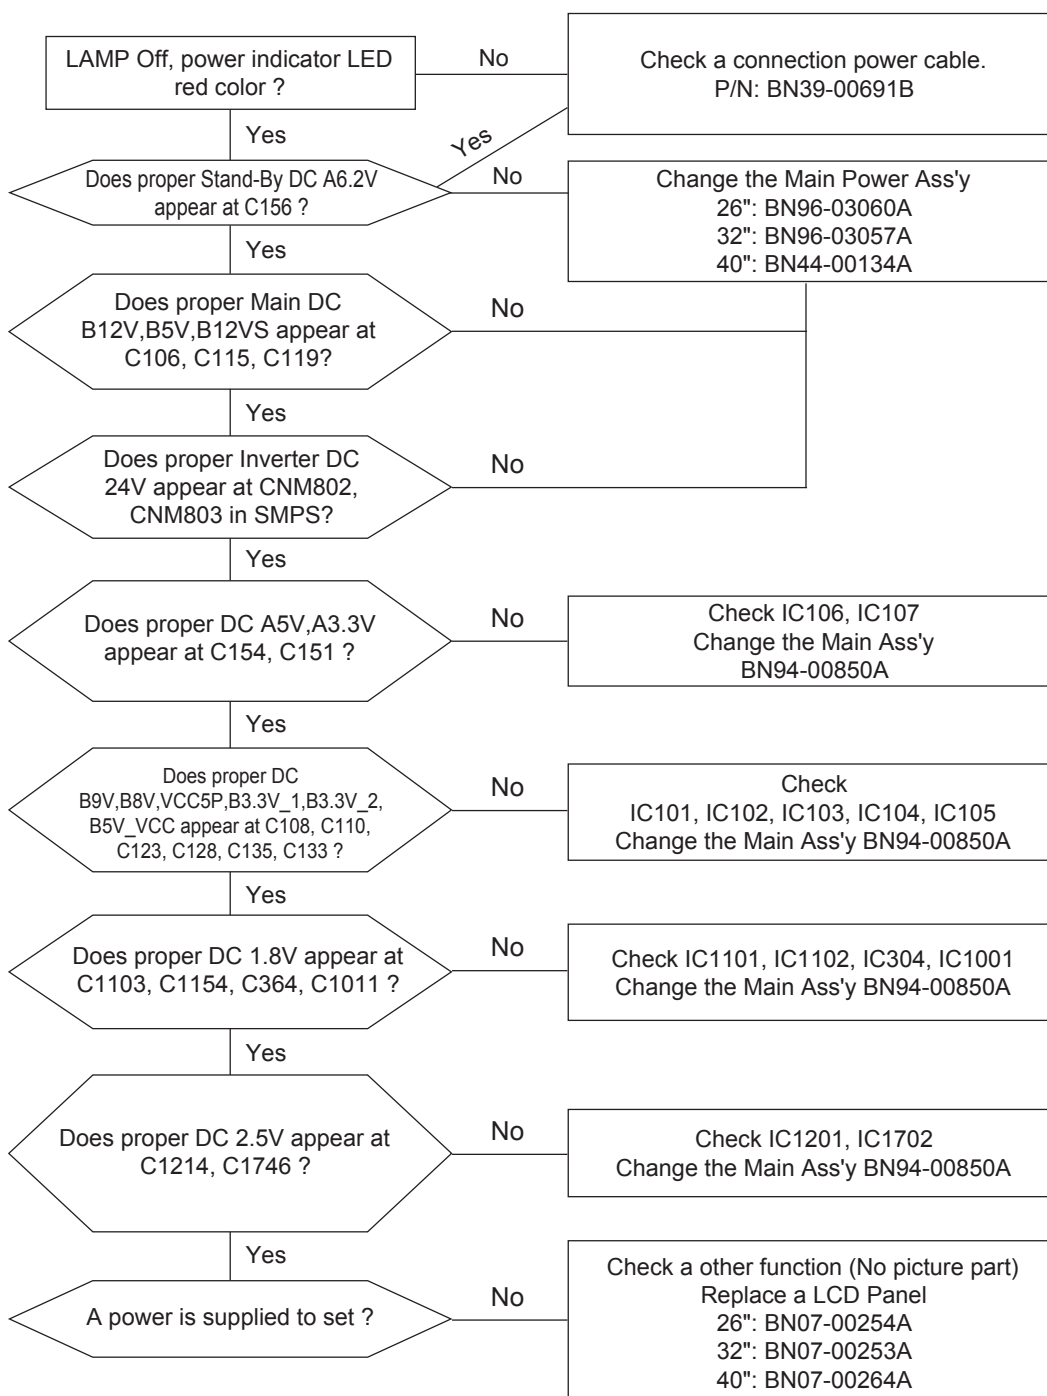 LAMP Off, power indicator LED
red color ?
No
Check a connection power cable.
P/N: BN39-00691B
Yes
Yes
Does proper Stand-By DC A6.2V
appear at C156 ?
No
Change the Main Power Ass'y
26": BN96-03060A
32": BN96-03057A
40": BN44-00134A
Yes
Does proper Main DC
B12V,B5V,B12VS appear at
C106, C115, C119?
No
Yes
Does proper Inverter DC
24V appear at CNM802,
CNM803 in SMPS?
No
Yes
Does proper DC A5V,A3.3V
appear at C154, C151 ?
No
Check IC106, IC107
Change the Main Ass'y
BN94-00850A
Yes
Does proper DC
B9V,B8V,VCC5P,B3.3V_1,B3.3V_2,
B5V_VCC appear at C108, C110,
C123, C128, C135, C133 ?
No
Check
IC101, IC102, IC103, IC104, IC105
Change the Main Ass'y BN94-00850A
Yes
Does proper DC 1.8V appear at
C1103, C1154, C364, C1011 ?
No
Check IC1101, IC1102, IC304, IC1001
Change the Main Ass'y BN94-00850A
Yes
Does proper DC 2.5V appear at
C1214, C1746 ?
No
Check IC1201, IC1702
Change the Main Ass'y BN94-00850A
Yes
A power is supplied to set ?
No
Check a other function (No picture part)
Replace a LCD Panel
26": BN07-00254A
32": BN07-00253A
40": BN07-00264A